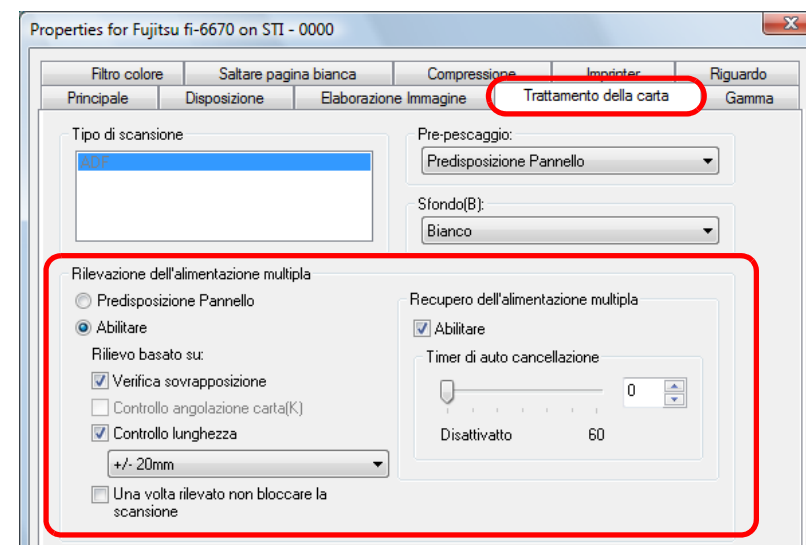 Properties for Fujitsu fi-6670 on STI - 0000
Filtro colore Saltare pagina bianca Compressione Imprinter Riguardo
Principale Disposizione Elaborazione Immagine Trattamento della carta Gamma
Tipo di scansione
ADF
Pre-pescaggio:
Predisposizione Pannello
Sfondo(B):
Bianco
Rilevazione dell'alimentazione multipla
Predisposizione Pannello
Abilitare
Rilievo basato su:
Verifica sovrapposizione
Controllo angolazione carta(K)
Controllo lunghezza
+/- 20mm
Una volta rilevato non bloccare la
scansione
Recupero dell'alimentazione multipla
Abilitare
Timer di auto cancellazione
0
Disattivatto 60